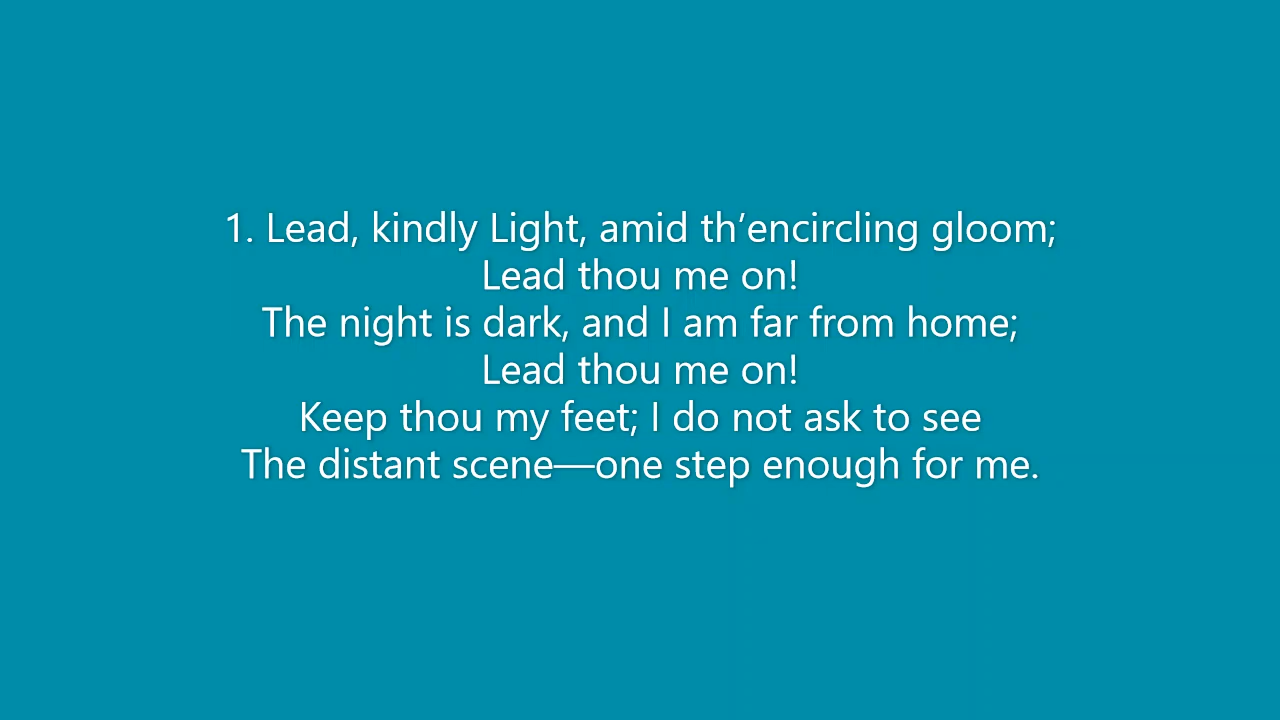 1. Lead, kindly Light, amid th’encircling gloom;
Lead thou me on!
The night is dark, and I am far from home;
Lead thou me on!
Keep thou my feet; I do not ask to see
The distant scene—one step enough for me.